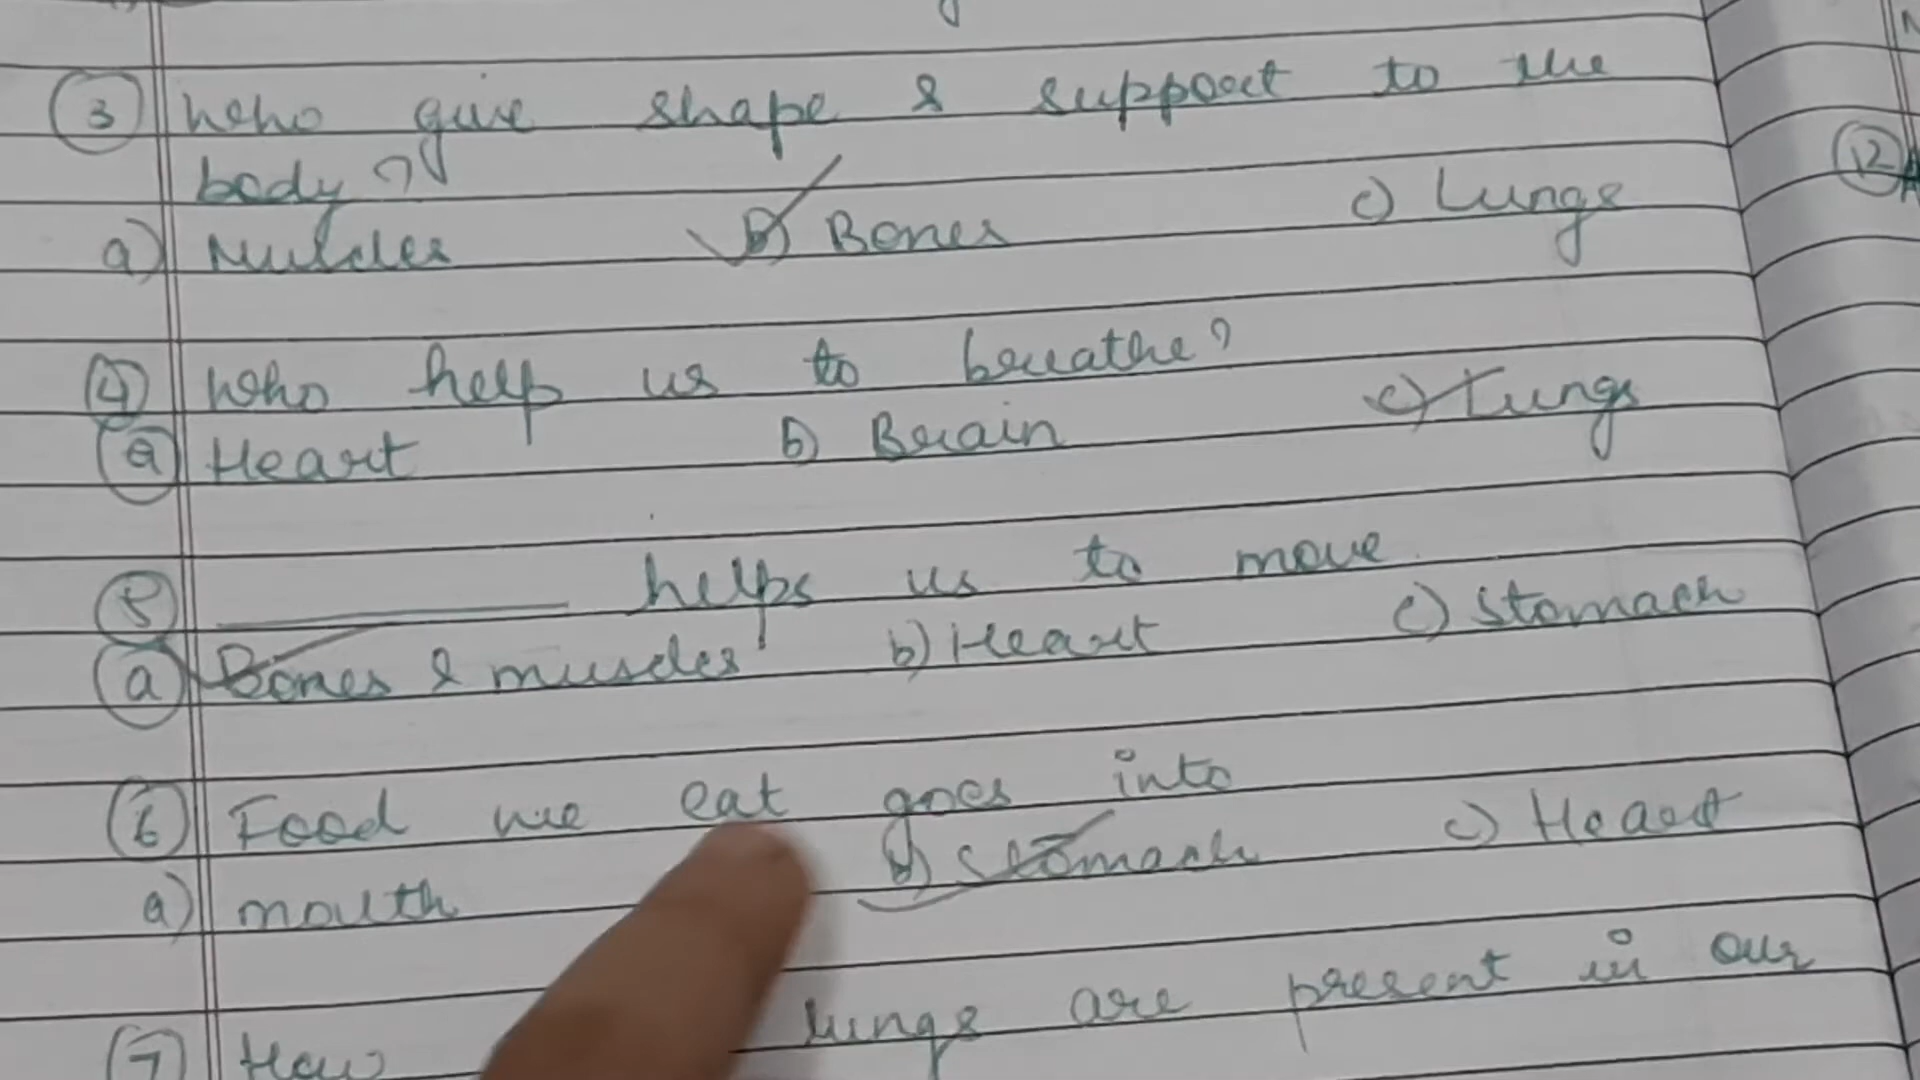 3 Who give shape & support to the
body?
a) Muscles b) Bones c) Lungs
4 Who help us to breathe?
a Heart b) Brain c) Lungs
5 ______ helps us to move
a Bones & muscles b) Heart c) Stomach
6 Food we eat goes into
a) mouth b) Stomach c) Heart
7 How lungs are present in our
12